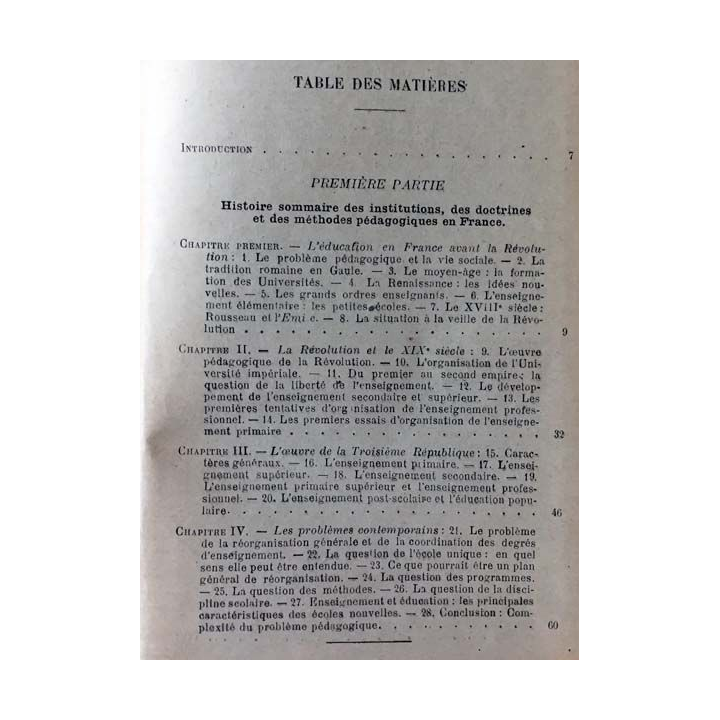 TABLE DES MATIÈRES
INTRODUCTION . . . . . . . . . . . . . . . . . . 7
PREMIÈRE PARTIE
Histoire sommaire des institutions, des doctrines
et des méthodes pédagogiques en France.
CHAPITRE PREMIER. — L'éducation en France avant la Révolu-
tion : 1. Le problème pédagogique et la vie sociale. — 2. La
tradition romaine en Gaule. — 3. Le moyen-âge : la forma-
tion des Universités. — 4. La Renaissance : les idées nou-
velles. — 5. Les grands ordres enseignants. — 6. L'enseigne-
ment élémentaire : les petites écoles. — 7. Le XVIIIe siècle :
Rousseau et l'Emile. — 8. La situation à la veille de la Révo-
lution . . . . . . . . . . . . . . . . . . . . 9
CHAPITRE II. — La Révolution et le XIXe siècle : 9. L'œuvre
pédagogique de la Révolution. — 10. L'organisation de l'Uni-
versité impériale. — 11. Du premier au second empire ; la
question de la liberté de l'enseignement. — 12. Le dévelop-
pement de l'enseignement secondaire et supérieur. — 13. Les
premières tentatives d'organisation de l'enseignement profes-
sionnel. — 14. Les premiers essais d'organisation de l'enseigne-
ment primaire . . . . . . . . . . . . . . . . . 32
CHAPITRE III. — L'œuvre de la Troisième République : 15. Carac-
tères généraux. — 16. L'enseignement primaire. — 17. L'ensei-
gnement supérieur. — 18. L'enseignement secondaire. — 19.
L'enseignement primaire supérieur et l'enseignement profes-
sionnel. — 20. L'enseignement post-scolaire et l'éducation popu-
laire. . . . . . . . . . . . . . . . . . . . . 46
CHAPITRE IV. — Les problèmes contemporains : 21. Le problème
de la réorganisation générale et de la coordination des degrés
d'enseignement. — 22. La question de l'école unique : en quel
sens elle peut être entendue. — 23. Ce que pourrait être un plan
général de réorganisation. — 24. La question des programmes.
— 25. La question des méthodes. — 26. La question de la disci-
pline scolaire. — 27. Enseignement et éducation : les principales
caractéristiques des écoles nouvelles. — 28. Conclusion : Com-
plexité du problème pédagogique. . . . . . . . . . . 60